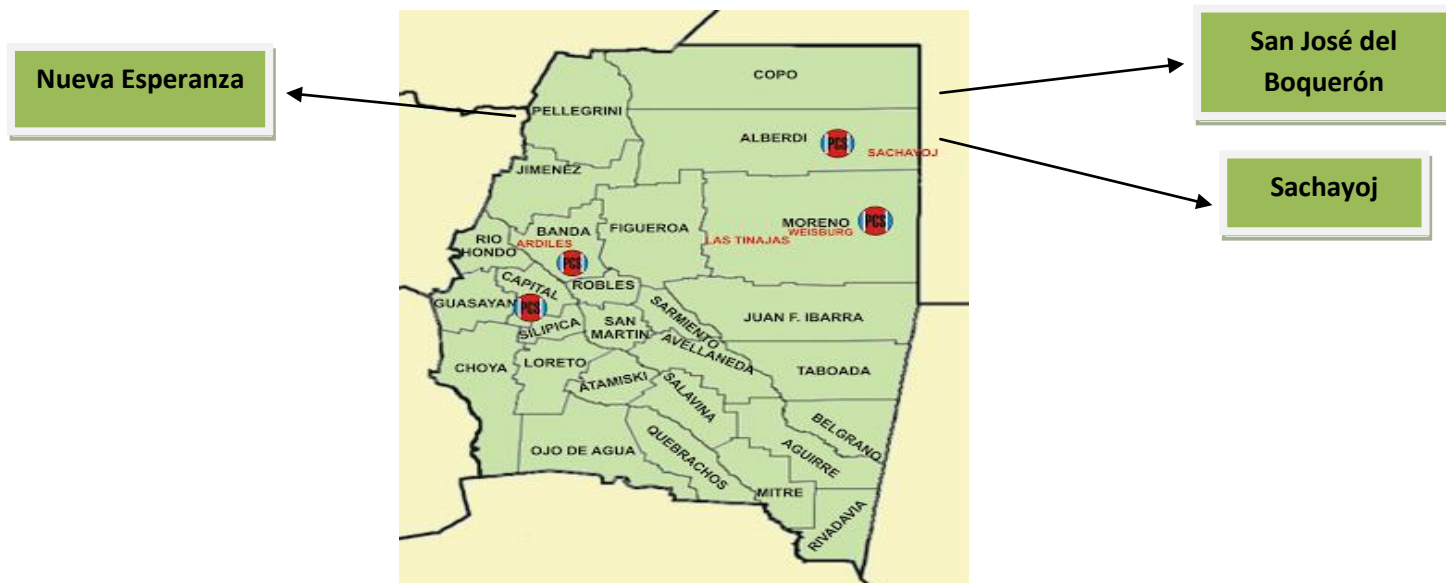 Nueva Esperanza
San José del
Boquerón
Sachayoj
COPO
PELLEGRINI
ALBERDI
PCS
SACHAYOJ
JIMENEZ
MORENO
PCS
WEISBURG
LAS TINAJAS
FIGUEROA
BANDA
ARDILES
PCS
RIO
HONDO
CAPITAL
ROBLES
GUASAYAN
PCS
SILIPICA
SAN
MARTIN
SARMIENTO
JUAN F. IBARRA
AVELLANEDA
CHOYA
LORETO
ATAMISKI
SALAVINA
TABOADA
BELGRANO
OJO DE AGUA
QUEBRACHOS
AGUIRRE
MITRE
RIVADAVIA